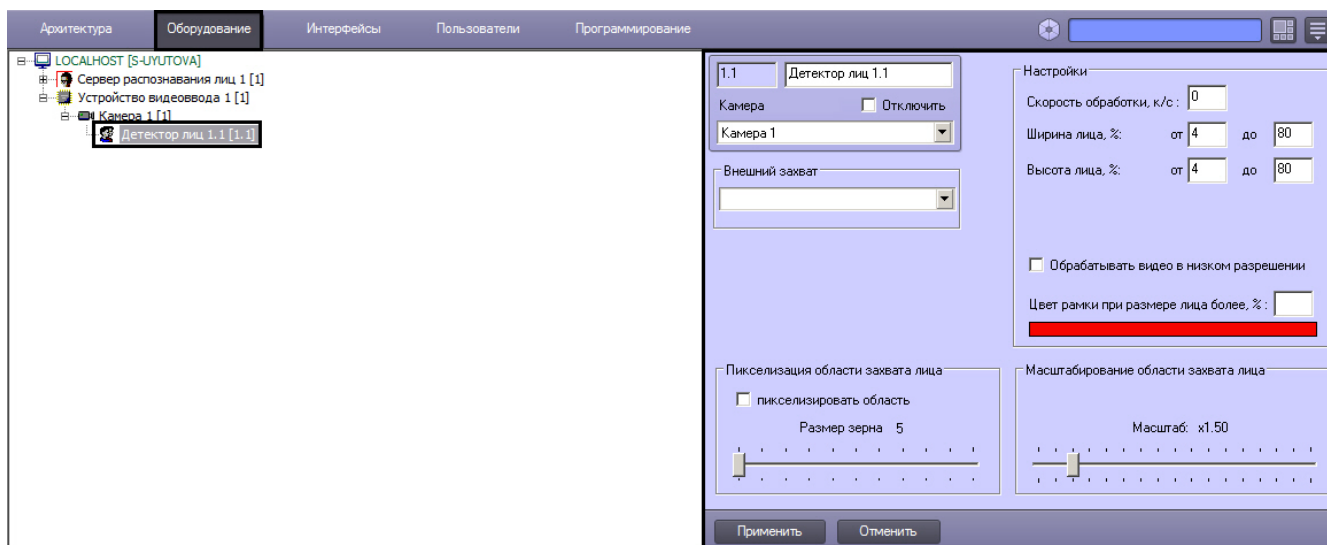 Архитектура Оборудование Интерфейсы Пользователи Программирование
LOCALHOST [S-UYUTOVA]
Сервер распознавания лиц 1 [1]
Устройство видеоввода 1 [1]
Камера 1 [1]
Детектор лиц 1.1 [1.1]
1.1 Детектор лиц 1.1
Камера Отключить
Камера 1
Внешний захват
Настройки
Скорость обработки, к/с : 0
Ширина лица, %: от 4 до 80
Высота лица, %: от 4 до 80
Обрабатывать видео в низком разрешении
Цвет рамки при размере лица более, % :
Пикселизация области захвата лица
пикселизировать область
Размер зерна 5
Масштабирование области захвата лица
Масштаб: x1.50
Применить Отменить